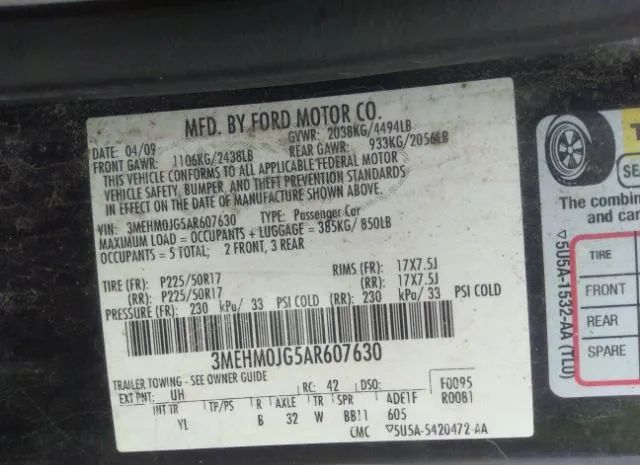 MFD. BY FORD MOTOR CO.
DATE: 04/09 GVWR: 2038KG/4494LB
FRONT GAWR: 1106KG/2438LB REAR GAWR: 933KG/2056LB
THIS VEHICLE CONFORMS TO ALL APPLICABLE FEDERAL MOTOR
VEHICLE SAFETY, BUMPER, AND THEFT PREVENTION STANDARDS
IN EFFECT ON THE DATE OF MANUFACTURE SHOWN ABOVE.
VIN: 3MEHM0JG5AR607630 TYPE: Passenger Car
MAXIMUM LOAD = OCCUPANTS + LUGGAGE = 385KG/ 850LB
OCCUPANTS = 5 TOTAL; 2 FRONT, 3 REAR
TIRE (FR): P225/50R17 RIMS (FR): 17X7.5J
(RR): P225/50R17 (RR): 17X7.5J
PRESSURE (FR): 230 kPa/ 33 PSI COLD (RR): 230 kPa/ 33 PSI COLD
3MEHM0JG5AR607630
TRAILER TOWING - SEE OWNER GUIDE
EXT PNT: UH RC: 42 DSO: F0095
R0081
INT TR TP/PS R AXLE TR SPR ADE1F
YL B 32 W BB11 605
CMC ▽5U5A-5420472-AA
T
SE
The combin
and ca
TIRE
FRONT
REAR
SPARE
▽5U5A-1532-AA (TLU)